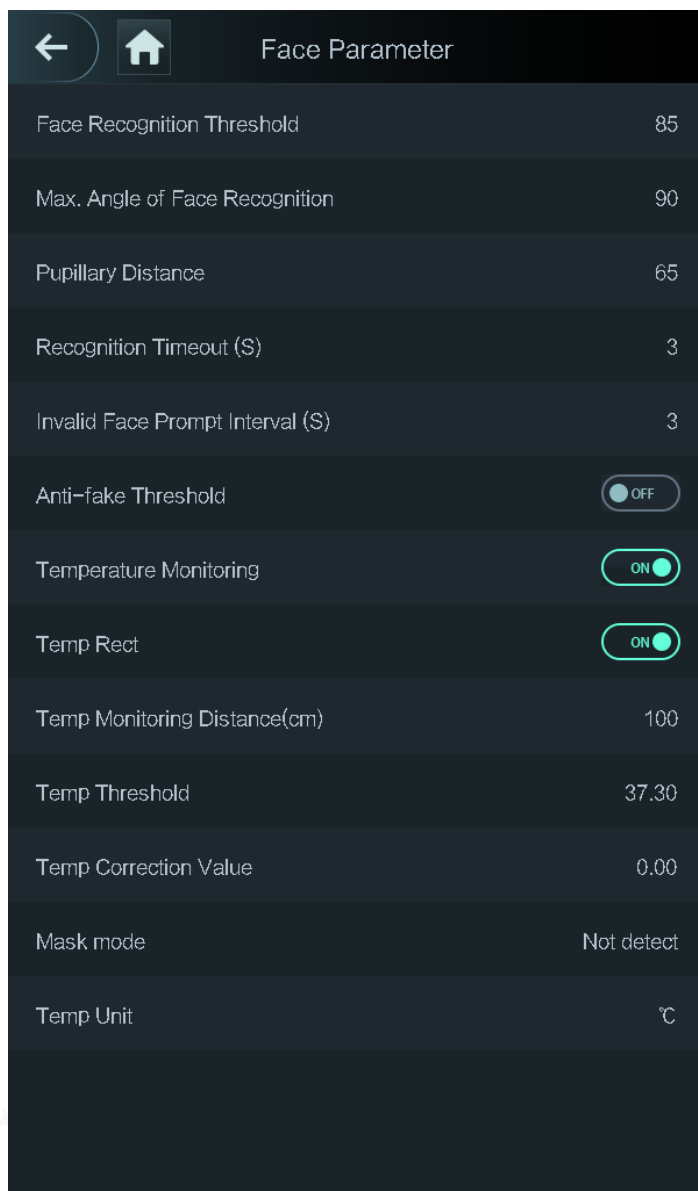 Face Parameter
Face Recognition Threshold 85
Max. Angle of Face Recognition 90
Pupillary Distance 65
Recognition Timeout (S) 3
Invalid Face Prompt Interval (S) 3
Anti-fake Threshold OFF
Temperature Monitoring ON
Temp Rect ON
Temp Monitoring Distance(cm) 100
Temp Threshold 37.30
Temp Correction Value 0.00
Mask mode Not detect
Temp Unit ℃